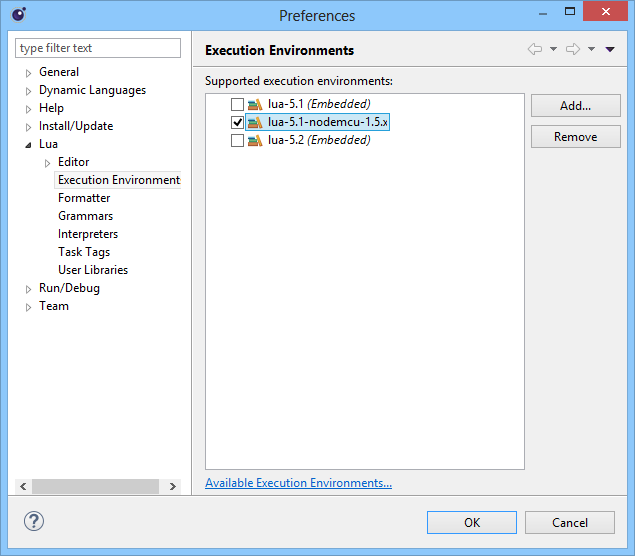 Preferences
type filter text
General
Dynamic Languages
Help
Install/Update
Lua
Editor
Execution Environment
Formatter
Grammars
Interpreters
Task Tags
User Libraries
Run/Debug
Team
Execution Environments
Supported execution environments:
lua-5.1 (Embedded)
lua-5.1-nodemcu-1.5.x
lua-5.2 (Embedded)
Add...
Remove
Available Execution Environments...
?
OK
Cancel